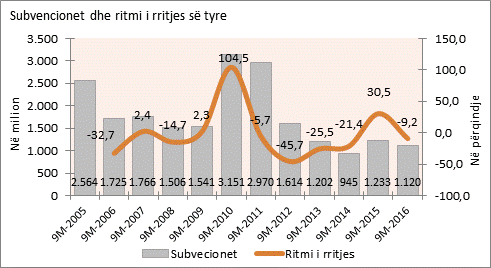 Subvencionet dhe ritmi i rritjes së tyre
Në milion
3.500
3.000
2.500
2.000
1.500
1.000
500
0
150,0
100,0
50,0
0,0
-50,0
-100,0
Në përqindje
-32,7
2,4
-14,7
2,3
104,5
-5,7
-45,7
-25,5
-21,4
30,5
-9,2
2.564
1.725
1.766
1.506
1.541
3.151
2.970
1.614
1.202
945
1.233
1.120
9M-2005
9M-2006
9M-2007
9M-2008
9M-2009
9M-2010
9M-2011
9M-2012
9M-2013
9M-2014
9M-2015
9M-2016
Subvecionet
Ritmi i rritjes